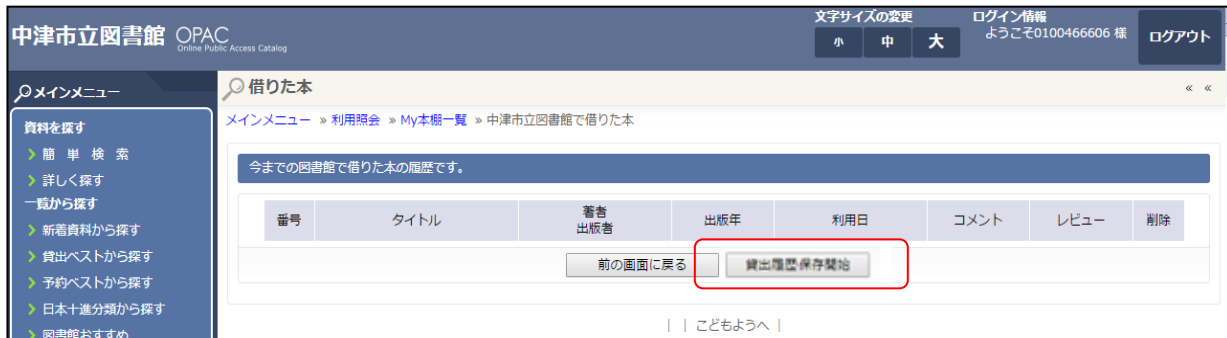 中津市立図書館 OPAC
Online Public Access Catalog
文字サイズの変更
小 中 大
ログイン情報
ようこそ0100466606 様
ログアウト
メインメニュー
資料を探す
簡 単 検 索
詳しく探す
一覧から探す
新着資料から探す
貸出ベストから探す
予約ベストから探す
日本十進分類から探す
図書館おすすめ
借りた本
« «
メインメニュー » 利用照会 » My本棚一覧 » 中津市立図書館で借りた本
今までの図書館で借りた本の履歴です。
番号 タイトル 著者 出版年 利用日 コメント レビュー 削除
出版者
前の画面に戻る 貸出履歴保存開始
| | こどもようへ |